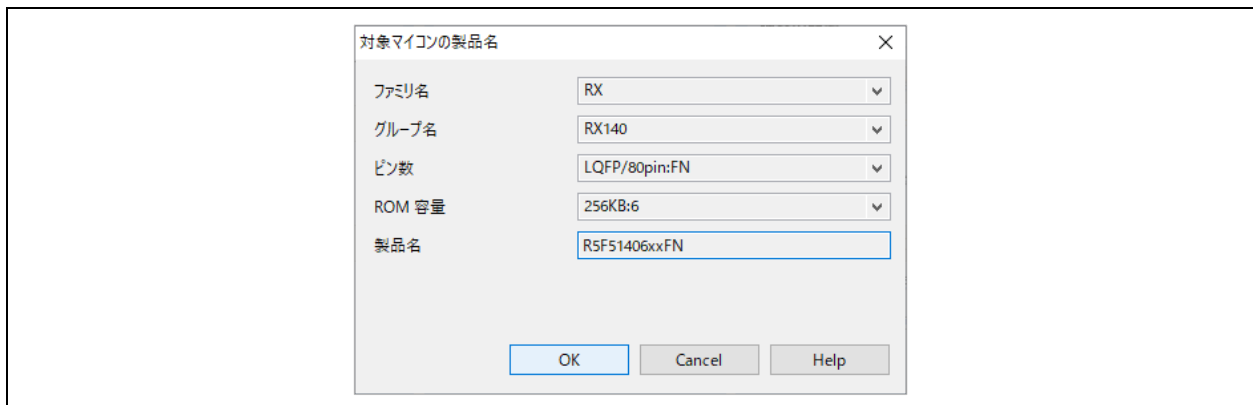 対象マイコンの製品名
ファミリ名 RX
グループ名 RX140
ピン数 LQFP/80pin:FN
ROM 容量 256KB:6
製品名 R5F51406xxFN
OK Cancel Help